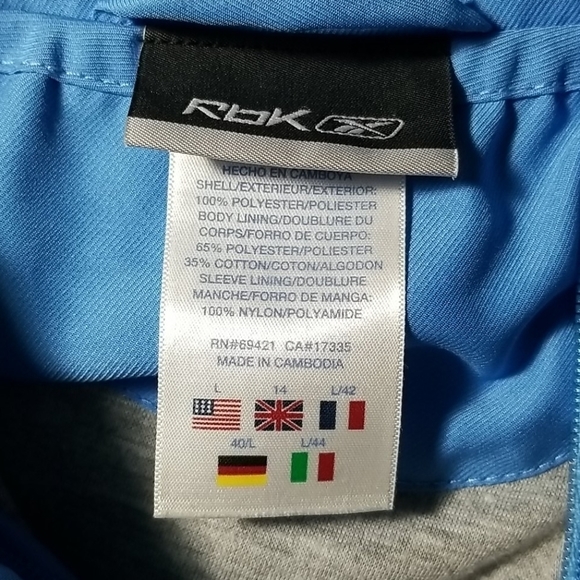 RbK
HECHO EN CAMBOYA
SHELL/EXTERIEUR/EXTERIOR:
100% POLYESTER/POLIESTER
BODY LINING/DOUBLURE DU
CORPS/FORRO DE CUERPO:
65% POLYESTER/POLIESTER
35% COTTON/COTON/ALGODON
SLEEVE LINING/DOUBLURE
MANCHE/FORRO DE MANGA:
100% NYLON/POLYAMIDE
RN#69421 CA#17335
MADE IN CAMBODIA
L 14 L/42
40/L L/44